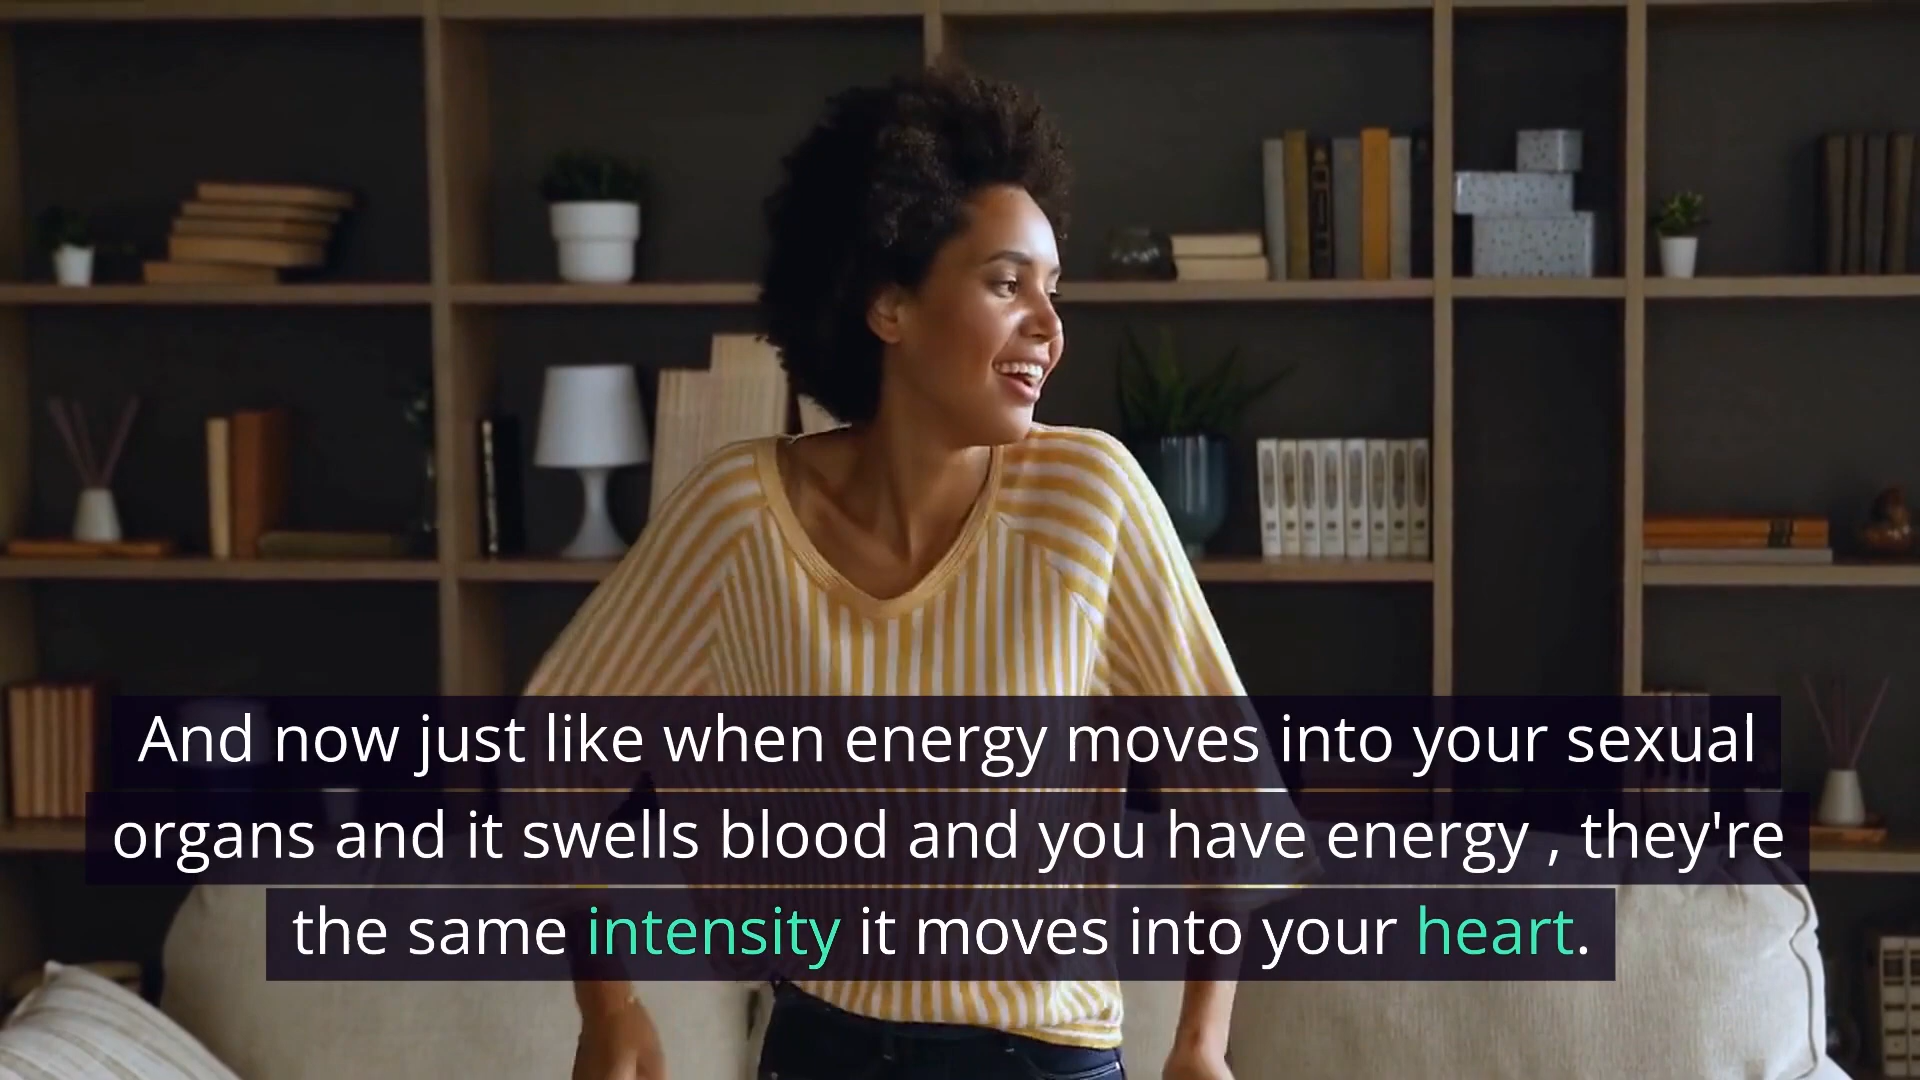 And now just like when energy moves into your sexual
organs and it swells blood and you have energy , they're
the same intensity it moves into your heart.